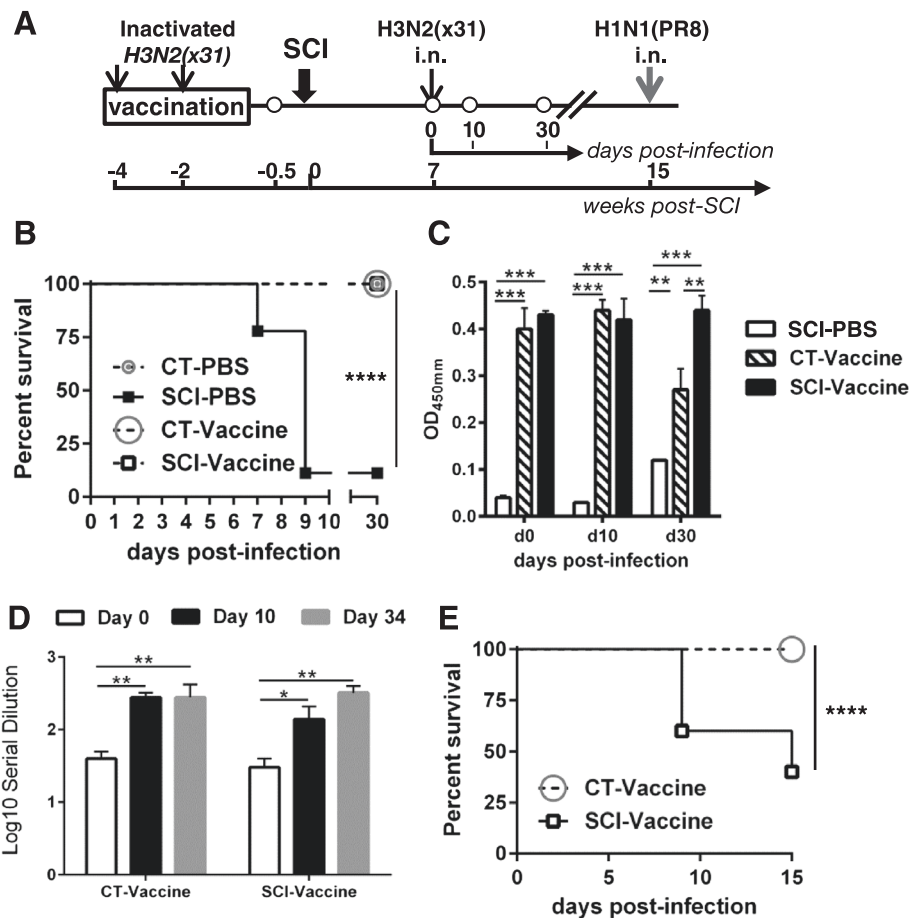 A
Inactivated
H3N2(x31)
SCI
H3N2(x31)
i.n.
H1N1(PR8)
i.n.
vaccination
0 10 30
days post-infection
-4 -2 -0.5 0 7 15
weeks post-SCI
B
Percent survival
100
75
50
25
0
CT-PBS
SCI-PBS
CT-Vaccine
SCI-Vaccine
****
0 1 2 3 4 5 6 7 8 9 10 30
days post-infection
C
OD450mm
0.5
0.4
0.3
0.2
0.1
0.0
***
***
***
***
***
** **
d0 d10 d30
days post-infection
SCI-PBS
CT-Vaccine
SCI-Vaccine
D
Day 0 Day 10 Day 34
Log10 Serial Dilution
3
2
1
0
**
**
**
*
CT-Vaccine SCI-Vaccine
E
Percent survival
100
75
50
25
0
****
CT-Vaccine
SCI-Vaccine
0 5 10 15
days post-infection